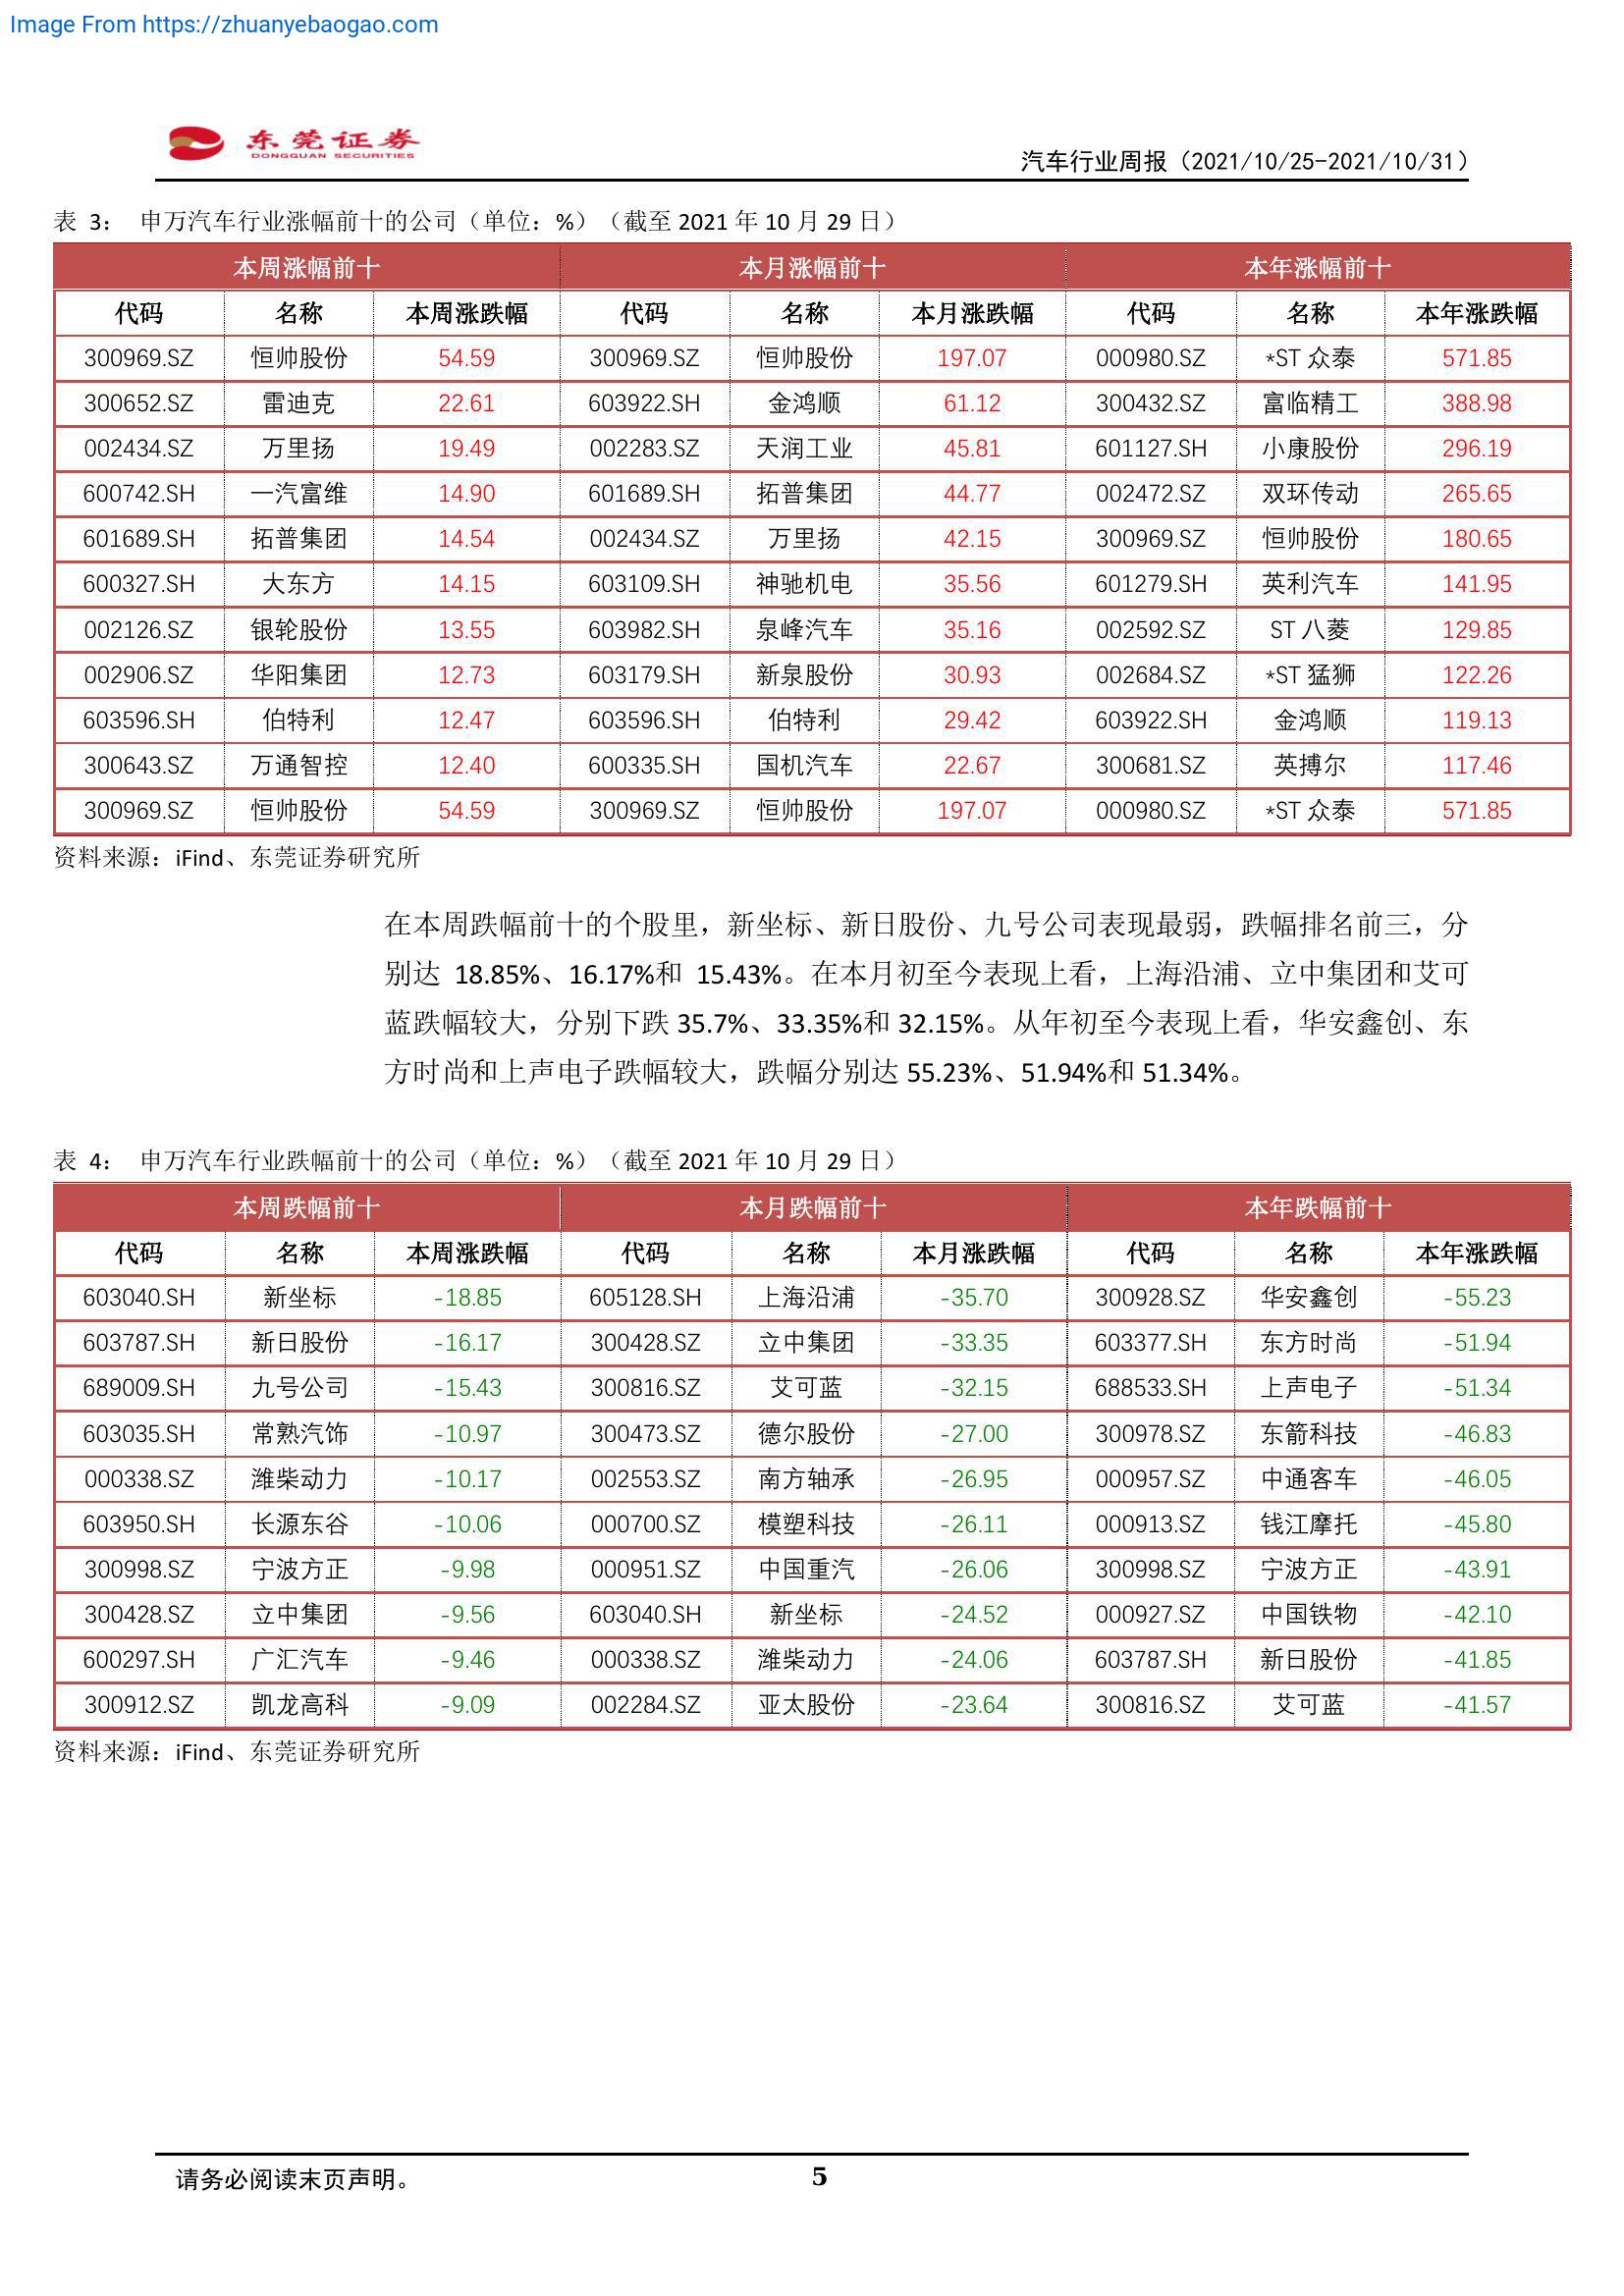 Image From https://zhuanyebaogao.com
东莞证券
DONGGUAN SECURITIES
汽车行业周报（2021/10/25-2021/10/31）
表 3： 申万汽车行业涨幅前十的公司（单位：%）（截至 2021 年 10 月 29 日）
本周涨幅前十 本月涨幅前十 本年涨幅前十
代码 名称 本周涨跌幅 代码 名称 本月涨跌幅 代码 名称 本年涨跌幅
300969.SZ 恒帅股份 54.59 300969.SZ 恒帅股份 197.07 000980.SZ *ST 众泰 571.85
300652.SZ 雷迪克 22.61 603922.SH 金鸿顺 61.12 300432.SZ 富临精工 388.98
002434.SZ 万里扬 19.49 002283.SZ 天润工业 45.81 601127.SH 小康股份 296.19
600742.SH 一汽富维 14.90 601689.SH 拓普集团 44.77 002472.SZ 双环传动 265.65
601689.SH 拓普集团 14.54 002434.SZ 万里扬 42.15 300969.SZ 恒帅股份 180.65
600327.SH 大东方 14.15 603109.SH 神驰机电 35.56 601279.SH 英利汽车 141.95
002126.SZ 银轮股份 13.55 603982.SH 泉峰汽车 35.16 002592.SZ ST 八菱 129.85
002906.SZ 华阳集团 12.73 603179.SH 新泉股份 30.93 002684.SZ *ST 猛狮 122.26
603596.SH 伯特利 12.47 603596.SH 伯特利 29.42 603922.SH 金鸿顺 119.13
300643.SZ 万通智控 12.40 600335.SH 国机汽车 22.67 300681.SZ 英搏尔 117.46
300969.SZ 恒帅股份 54.59 300969.SZ 恒帅股份 197.07 000980.SZ *ST 众泰 571.85
资料来源：iFind、东莞证券研究所
在本周跌幅前十的个股里，新坐标、新日股份、九号公司表现最弱，跌幅排名前三，分
别达 18.85%、16.17%和 15.43%。在本月初至今表现上看，上海沿浦、立中集团和艾可
蓝跌幅较大，分别下跌 35.7%、33.35%和 32.15%。从年初至今表现上看，华安鑫创、东
方时尚和上声电子跌幅较大，跌幅分别达 55.23%、51.94%和 51.34%。
表 4： 申万汽车行业跌幅前十的公司（单位：%）（截至 2021 年 10 月 29 日）
本周跌幅前十 本月跌幅前十 本年跌幅前十
代码 名称 本周涨跌幅 代码 名称 本月涨跌幅 代码 名称 本年涨跌幅
603040.SH 新坐标 -18.85 605128.SH 上海沿浦 -35.70 300928.SZ 华安鑫创 -55.23
603787.SH 新日股份 -16.17 300428.SZ 立中集团 -33.35 603377.SH 东方时尚 -51.94
689009.SH 九号公司 -15.43 300816.SZ 艾可蓝 -32.15 688533.SH 上声电子 -51.34
603035.SH 常熟汽饰 -10.97 300473.SZ 德尔股份 -27.00 300978.SZ 东箭科技 -46.83
000338.SZ 潍柴动力 -10.17 002553.SZ 南方轴承 -26.95 000957.SZ 中通客车 -46.05
603950.SH 长源东谷 -10.06 000700.SZ 模塑科技 -26.11 000913.SZ 钱江摩托 -45.80
300998.SZ 宁波方正 -9.98 000951.SZ 中国重汽 -26.06 300998.SZ 宁波方正 -43.91
300428.SZ 立中集团 -9.56 603040.SH 新坐标 -24.52 000927.SZ 中国铁物 -42.10
600297.SH 广汇汽车 -9.46 000338.SZ 潍柴动力 -24.06 603787.SH 新日股份 -41.85
300912.SZ 凯龙高科 -9.09 002284.SZ 亚太股份 -23.64 300816.SZ 艾可蓝 -41.57
资料来源：iFind、东莞证券研究所
请务必阅读末页声明。
5